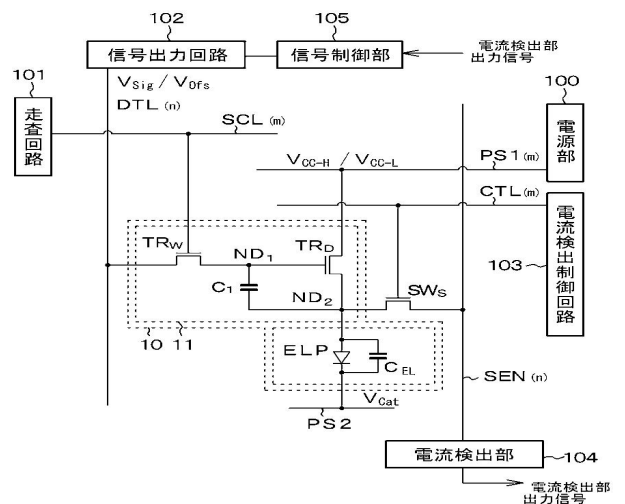 102
105
信号出力回路
信号制御部
電流検出部
出力信号
101
走査回路
VSig / VOfs
DTL (n)
100
電源部
SCL (m)
VCC-H / VCC-L
PS1 (m)
CTL (m)
電流検出制御回路
103
TRW
ND1
TRD
C1
ND2
SWS
10
11
ELP
CEL
SEN (n)
VCat
PS2
電流検出部
104
電流検出部
出力信号